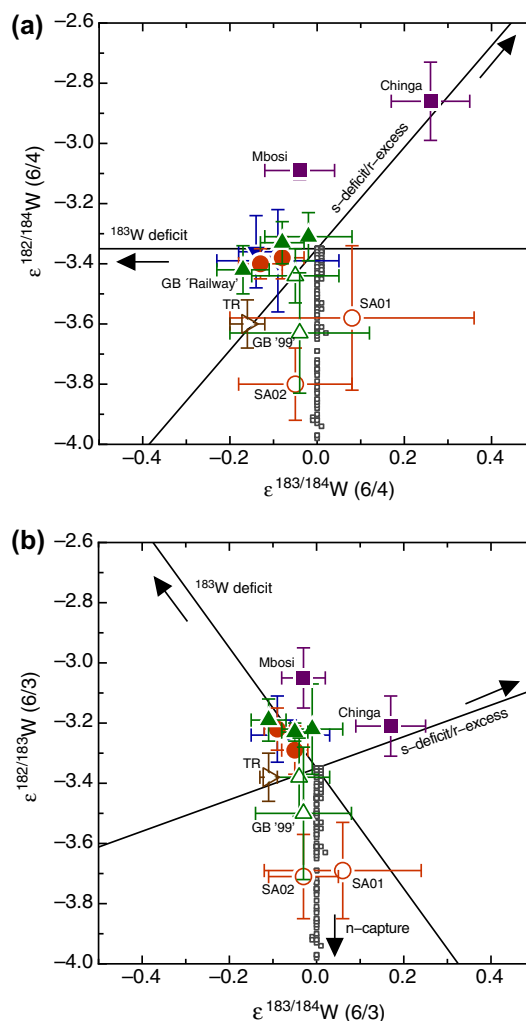 (a)
−2.6
−2.8
−3.0
−3.2
−3.4
−3.6
−3.8
−4.0
ε182/184W (6/4)
Chinga
Mbosi
s−deficit/r−excess
183W deficit
GB ´Railway'
TR
GB '99
SA01
SA02
−0.4 −0.2 0.0 0.2 0.4
ε183/184W (6/4)
(b)
−2.6
−2.8
−3.0
−3.2
−3.4
−3.6
−3.8
−4.0
ε182/183W (6/3)
183W deficit
Mbosi
Chinga
s−deficit/r−excess
TR
GB '99'
SA02
SA01
n−capture
−0.4 −0.2 0.0 0.2 0.4
ε183/184W (6/3)